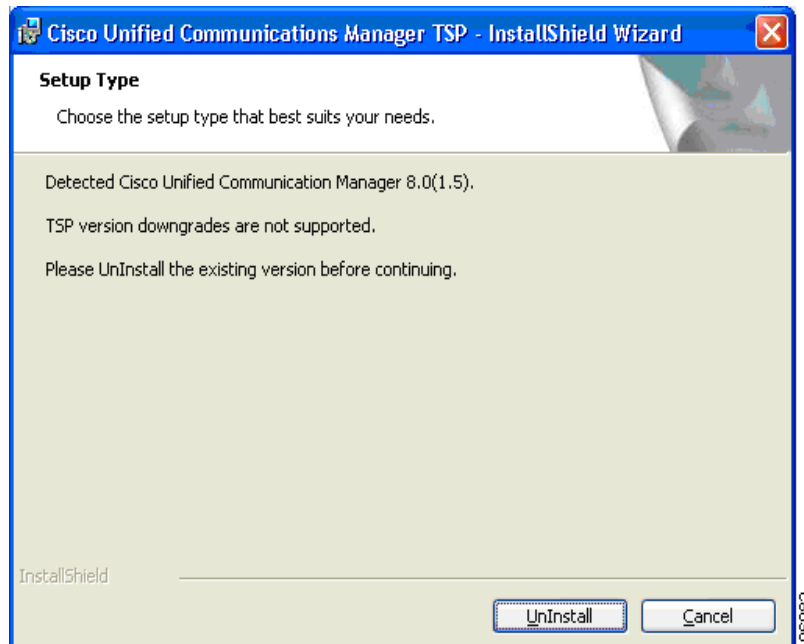 Cisco Unified Communications Manager TSP - InstallShield Wizard
Setup Type
Choose the setup type that best suits your needs.
Detected Cisco Unified Communication Manager 8.0(1.5).
TSP version downgrades are not supported.
Please UnInstall the existing version before continuing.
InstallShield
UnInstall
Cancel